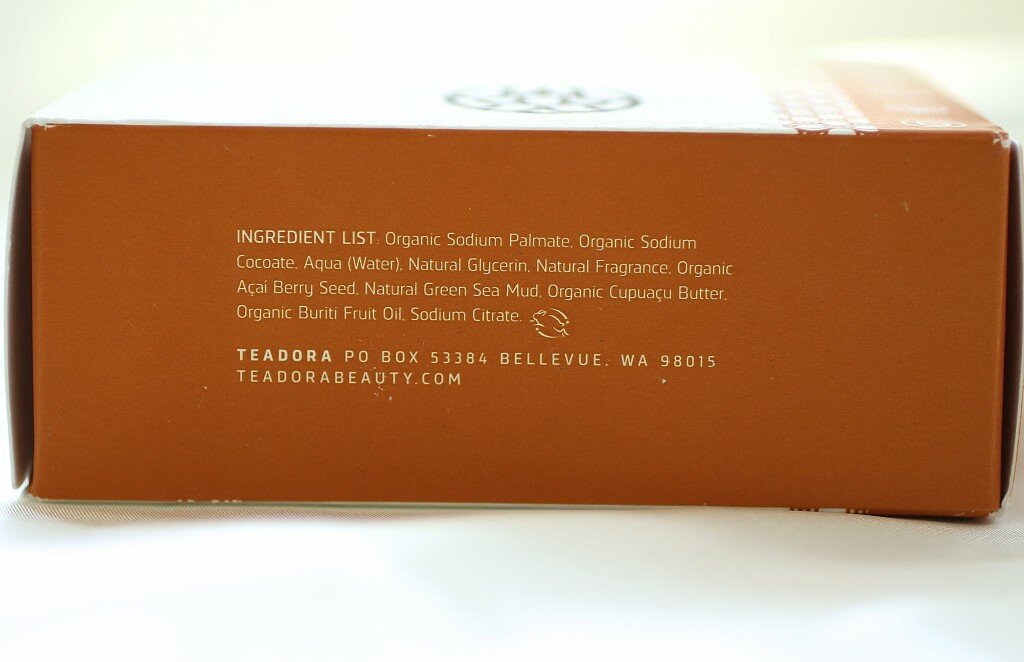 INGREDIENT LIST: Organic Sodium Palmate, Organic Sodium
Cocoate, Aqua (Water), Natural Glycerin, Natural Fragrance, Organic
Açaí Berry Seed, Natural Green Sea Mud, Organic Cupuaçu Butter,
Organic Buriti Fruit Oil, Sodium Citrate.
TEADORA PO BOX 53384 BELLEVUE, WA 98015
TEADORABEAUTY.COM